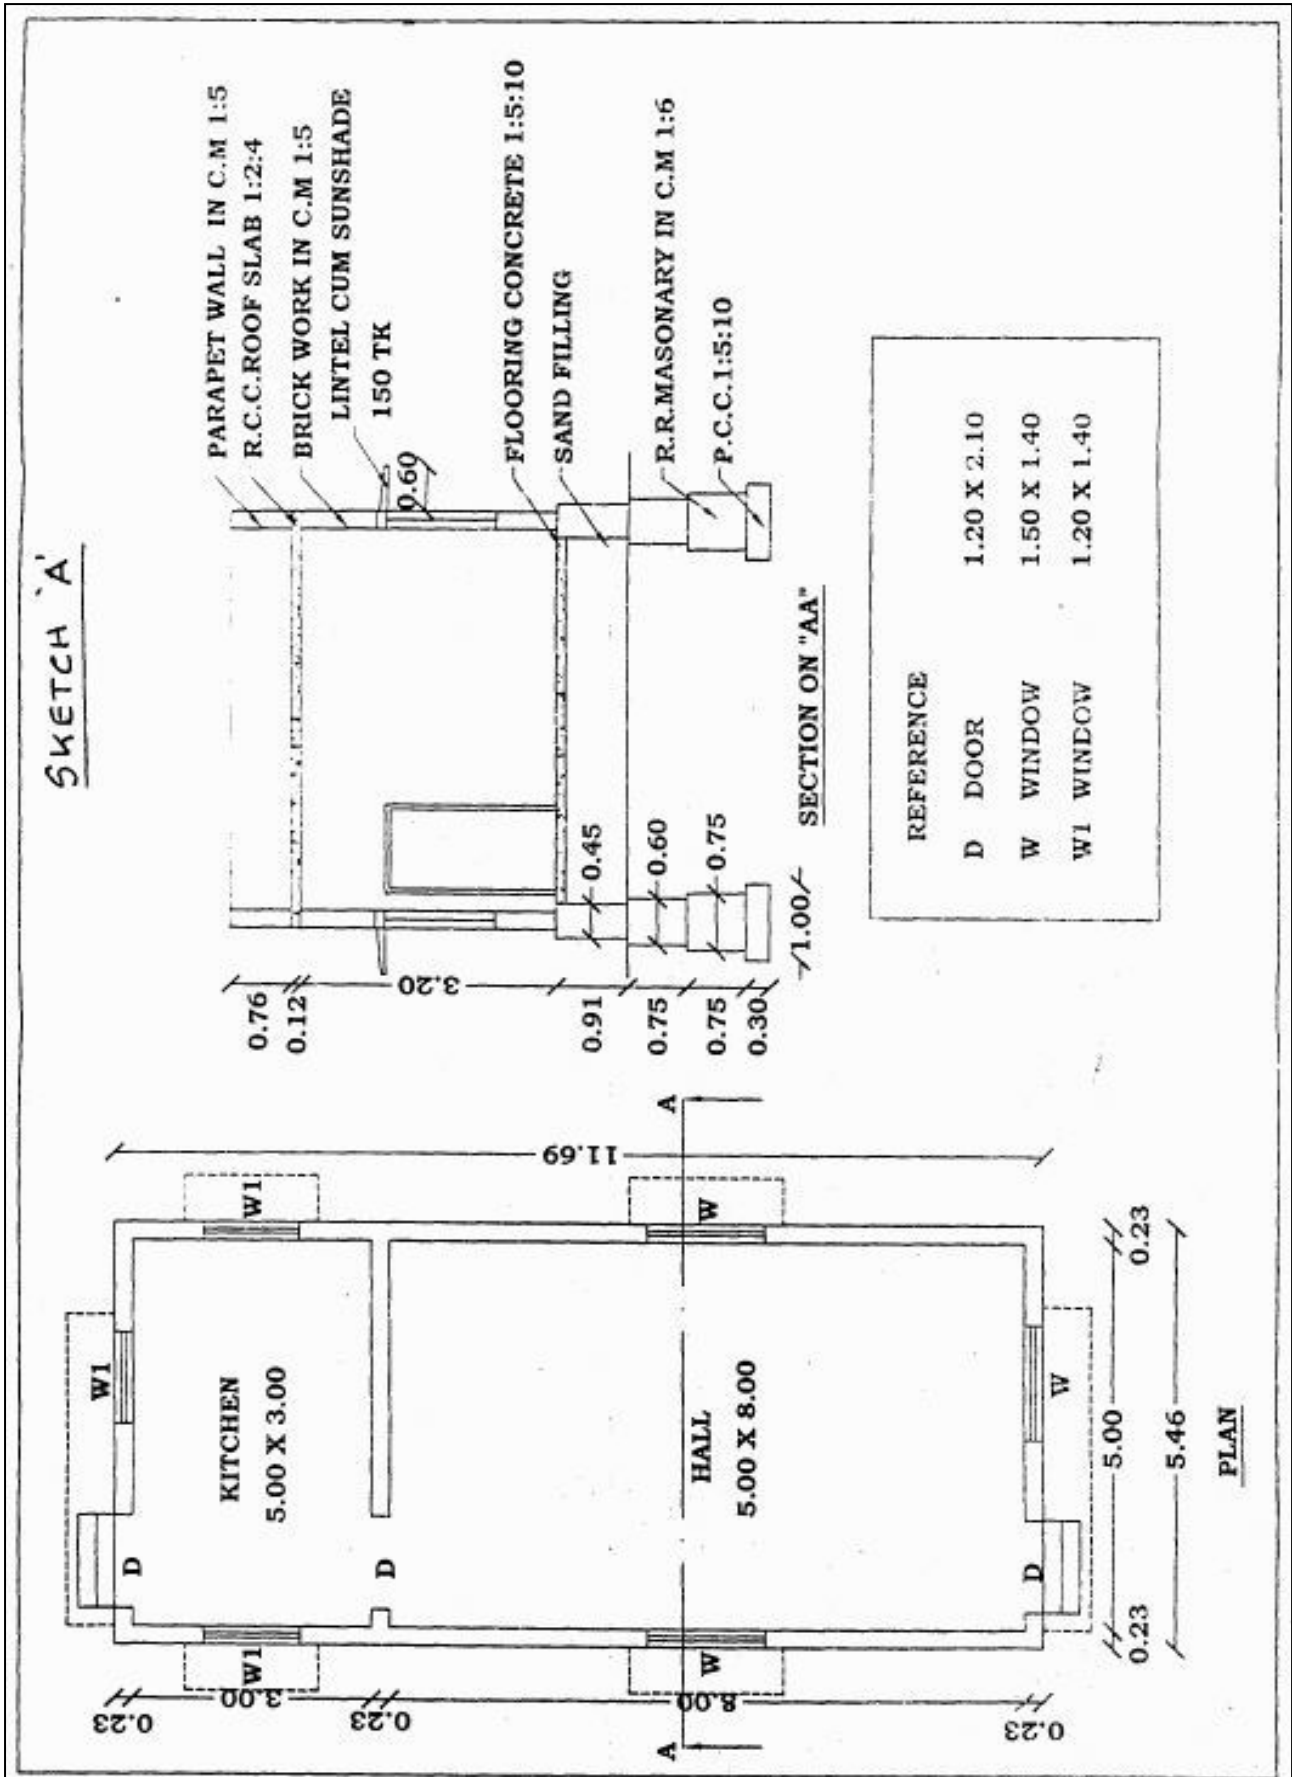 SKETCH 'A'
PARAPET WALL IN C.M 1:5
R.C.C.ROOF SLAB 1:2:4
BRICK WORK IN C.M 1:5
LINTEL CUM SUNSHADE
150 TK
0.60
FLOORING CONCRETE 1:5:10
SAND FILLING
R.R.MASONARY IN C.M 1:6
P.C.C.1:5:10
0.76
0.12
3.20
0.91
0.75
0.75
0.30
0.45
0.60
0.75
1.00
SECTION ON "AA"
REFERENCE
D DOOR 1.20 X 2.10
W WINDOW 1.50 X 1.40
W1 WINDOW 1.20 X 1.40
0.23
3.00
0.23
8.00
0.23
W1
W1
W1
D
KITCHEN
5.00 X 3.00
D
A
A
W
W
HALL
5.00 X 8.00
D
W
11.69
0.23
5.00
0.23
5.46
PLAN